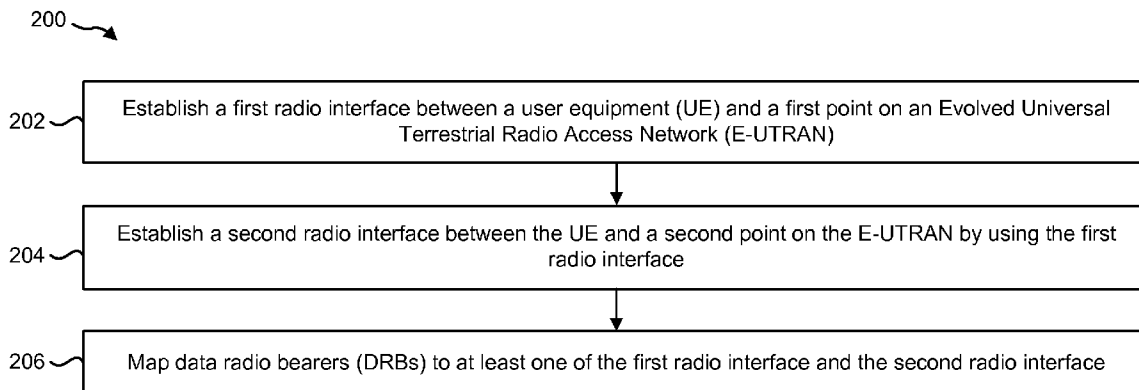 200
202
Establish a first radio interface between a user equipment (UE) and a first point on an Evolved Universal
Terrestrial Radio Access Network (E-UTRAN)
204
Establish a second radio interface between the UE and a second point on the E-UTRAN by using the first
radio interface
206
Map data radio bearers (DRBs) to at least one of the first radio interface and the second radio interface